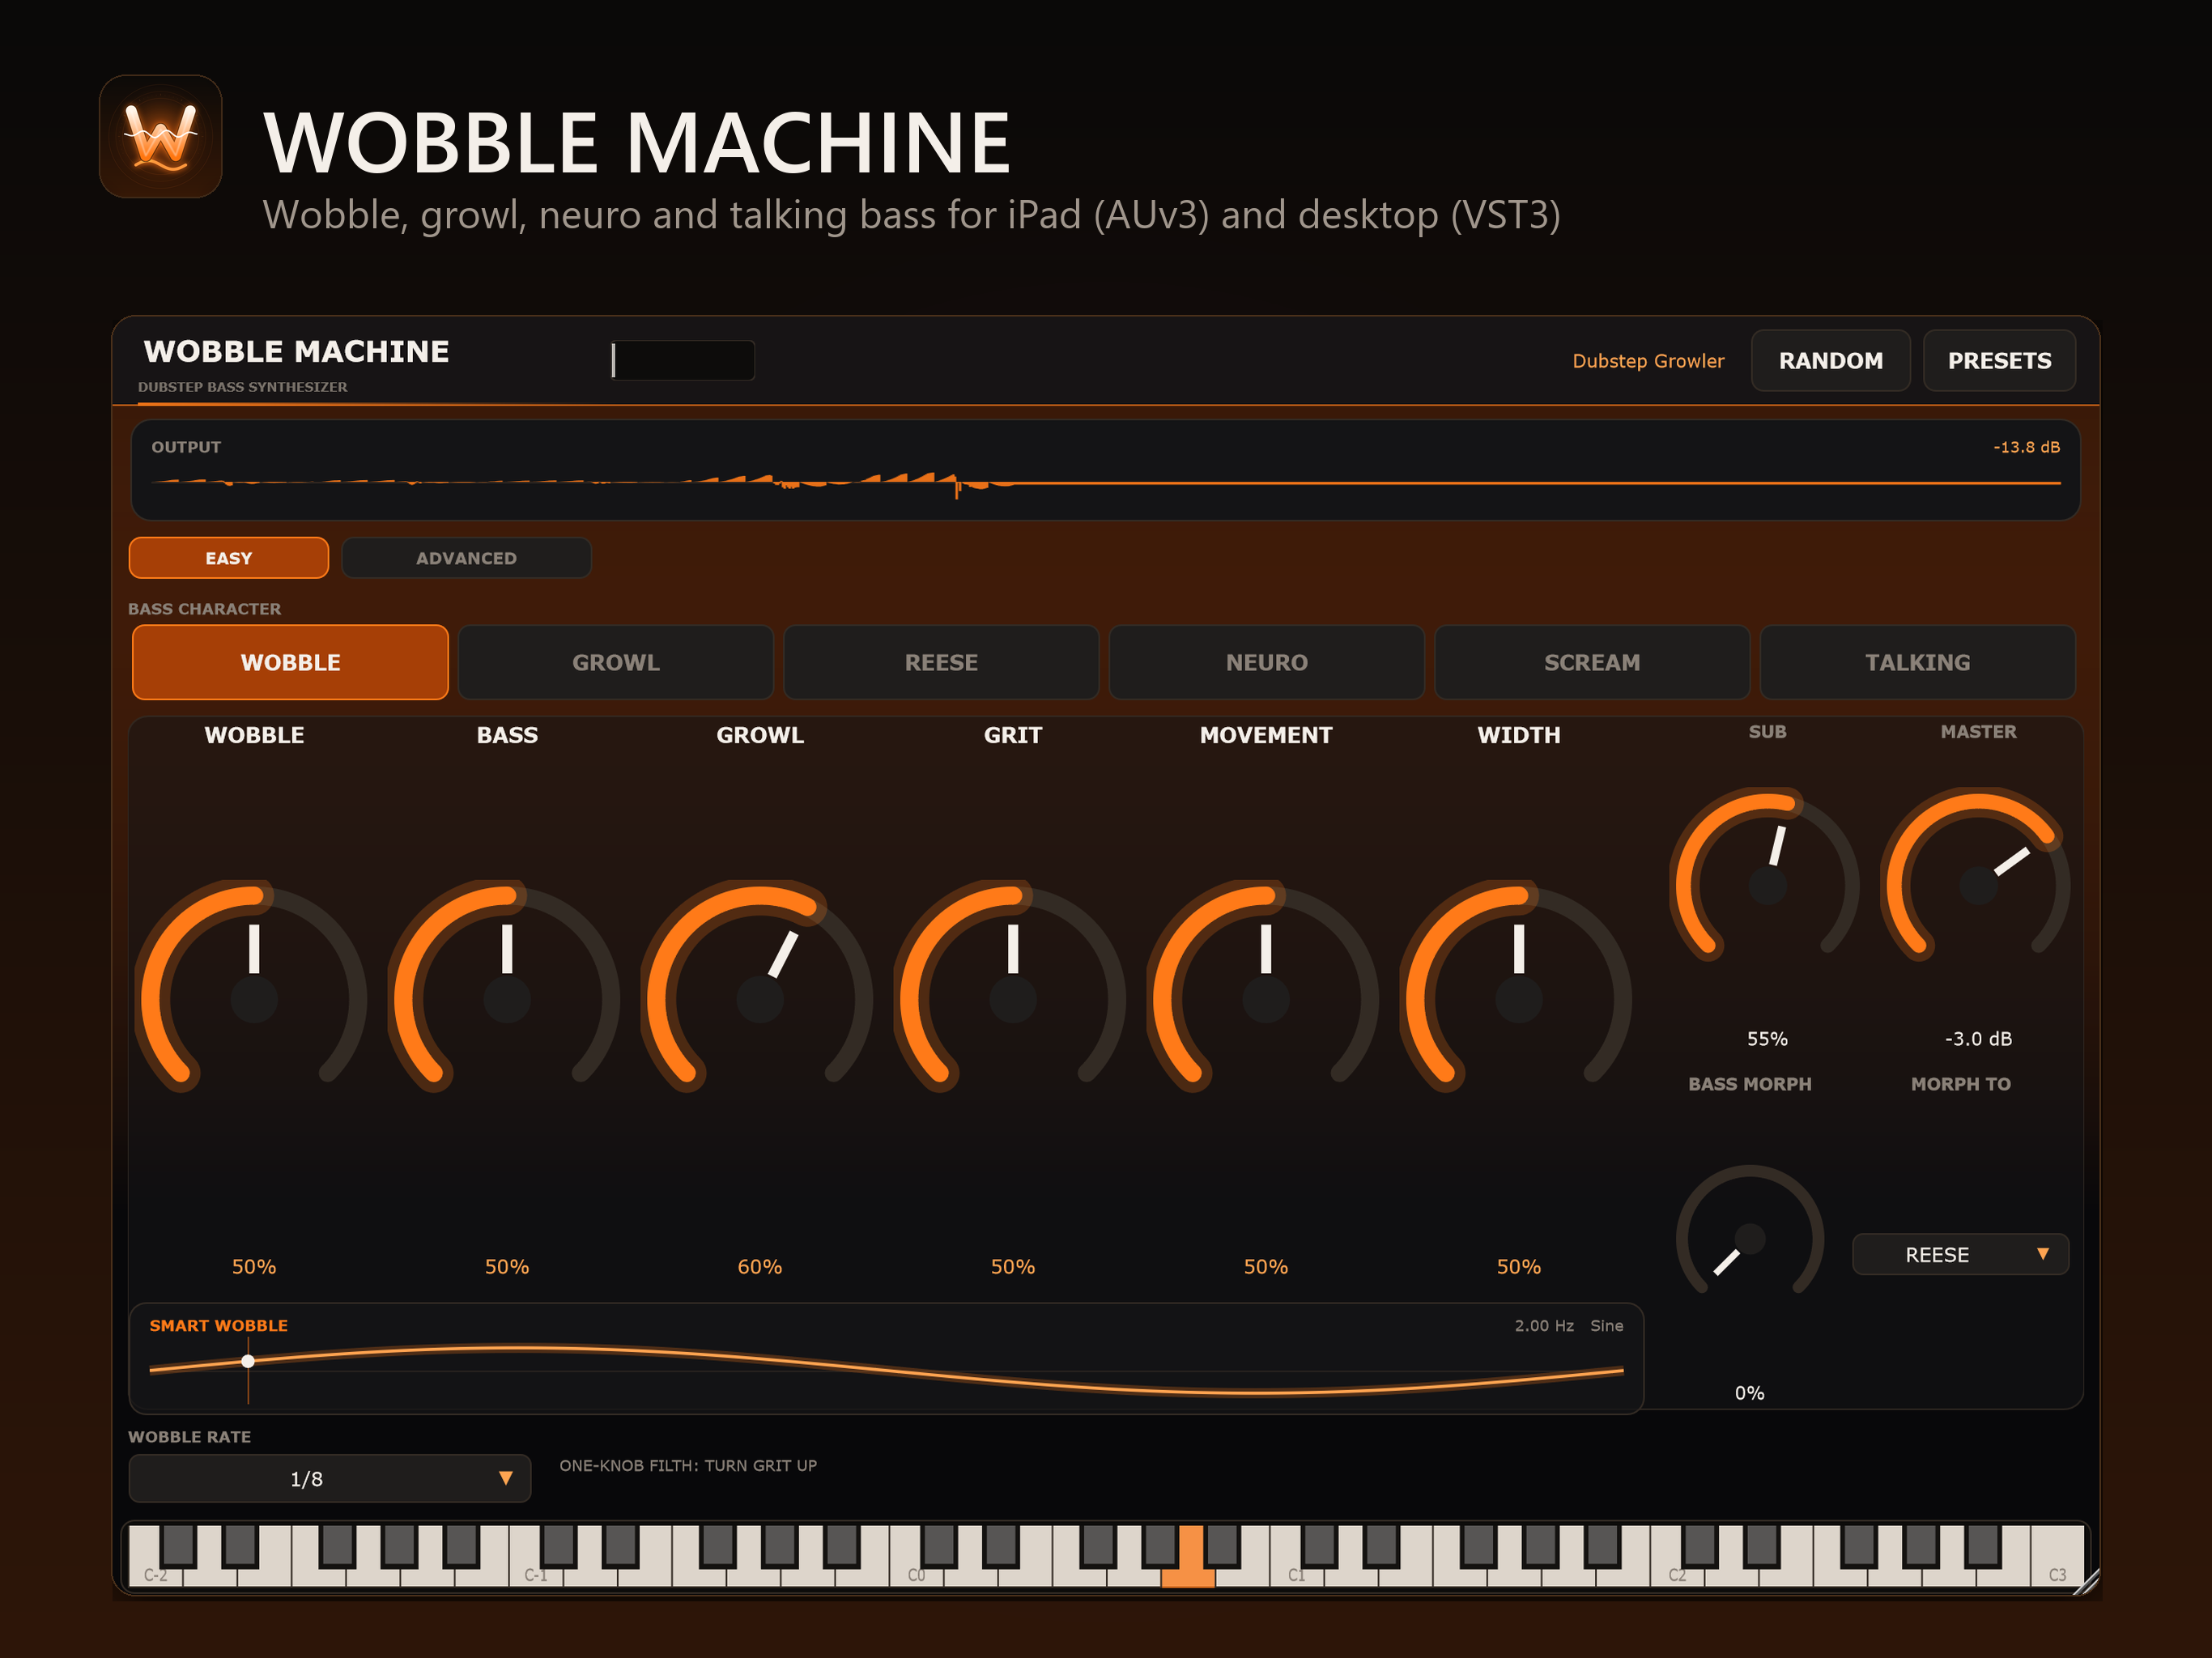 W
WOBBLE MACHINE
Wobble, growl, neuro and talking bass for iPad (AUv3) and desktop (VST3)
WOBBLE MACHINE
DUBSTEP BASS SYNTHESIZER
Dubstep Growler
RANDOM
PRESETS
OUTPUT
-13.8 dB
EASY
ADVANCED
BASS CHARACTER
WOBBLE
GROWL
REESE
NEURO
SCREAM
TALKING
WOBBLE
BASS
GROWL
GRIT
MOVEMENT
WIDTH
SUB
MASTER
55%
-3.0 dB
BASS MORPH
MORPH TO
REESE
50%
50%
60%
50%
50%
50%
SMART WOBBLE
2.00 Hz
Sine
0%
WOBBLE RATE
1/8
ONE-KNOB FILTH: TURN GRIT UP
C-2
C-1
C0
C1
C2
C3